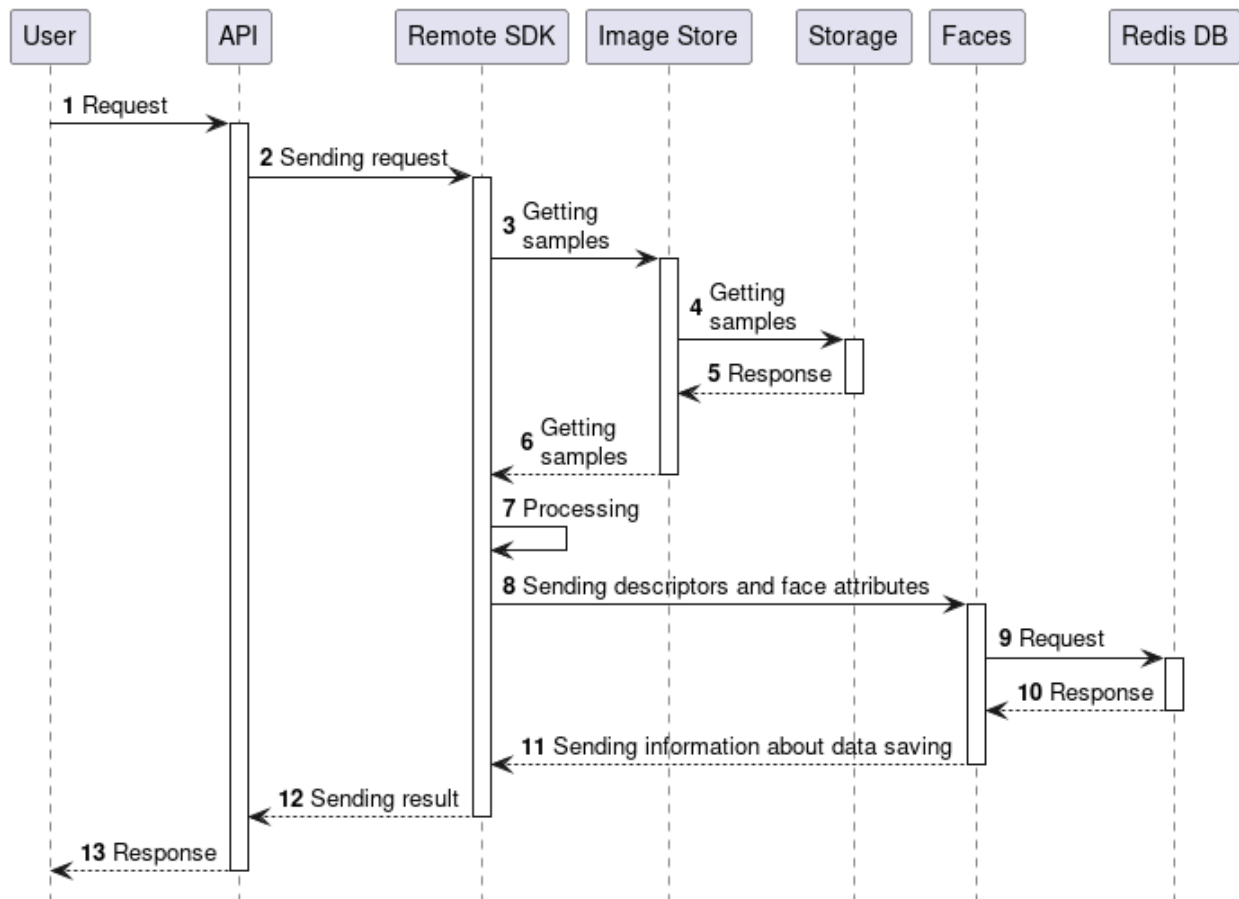 User
API
Remote SDK
Image Store
Storage
Faces
Redis DB
1 Request
2 Sending request
3 Getting
samples
4 Getting
samples
5 Response
6 Getting
samples
7 Processing
8 Sending descriptors and face attributes
9 Request
10 Response
11 Sending information about data saving
12 Sending result
13 Response